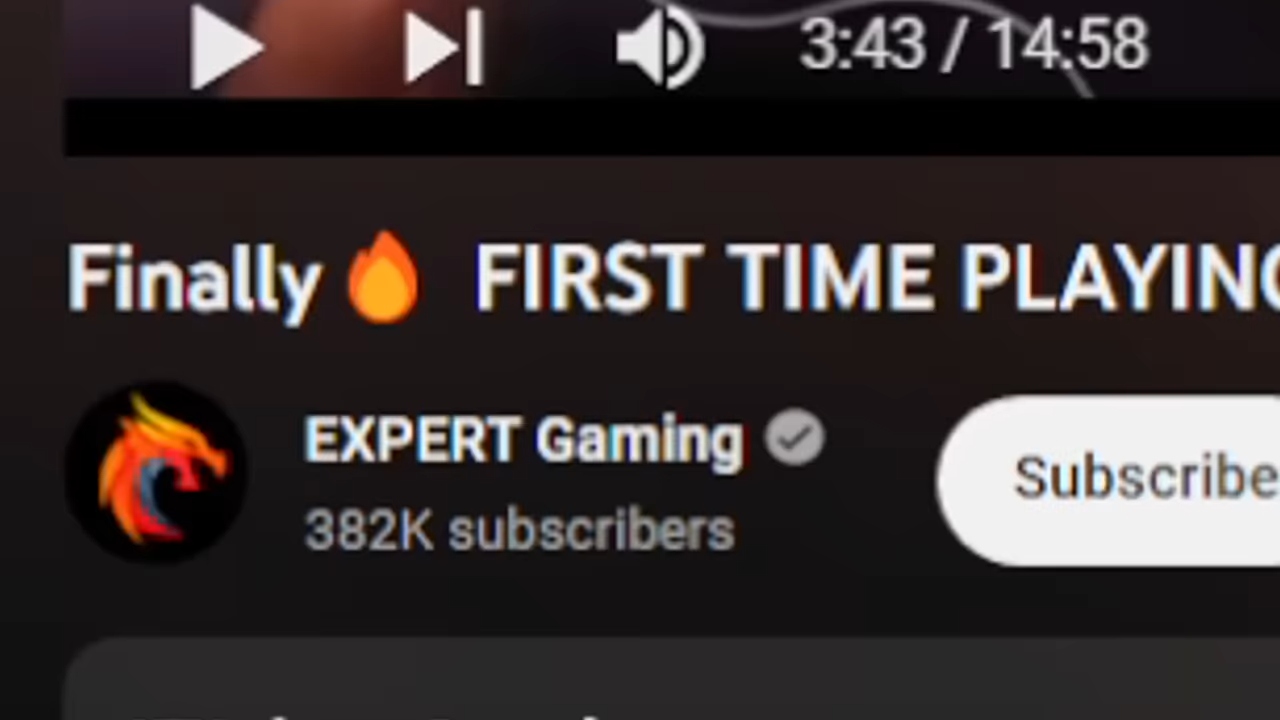 3:43 / 14:58
Finally🔥 FIRST TIME PLAYING
EXPERT Gaming
382K subscribers
Subscribe